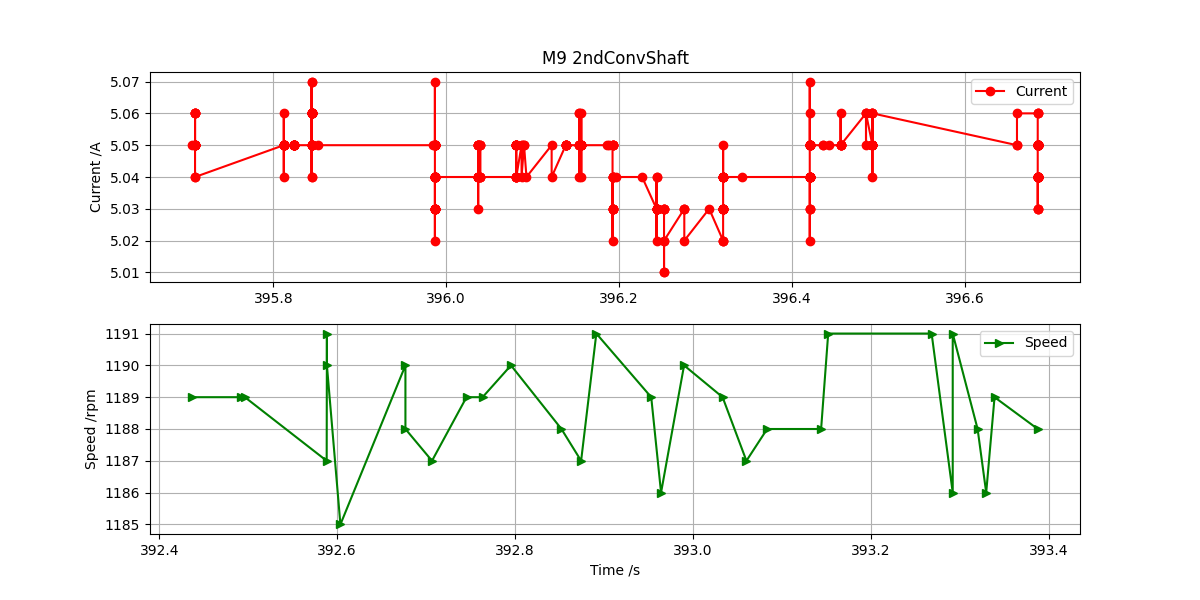 M9 2ndConvShaft
Current /A
5.07
5.06
5.05
5.04
5.03
5.02
5.01
Current
395.8 396.0 396.2 396.4 396.6
Speed /rpm
1191
1190
1189
1188
1187
1186
1185
Speed
392.4 392.6 392.8 393.0 393.2 393.4
Time /s